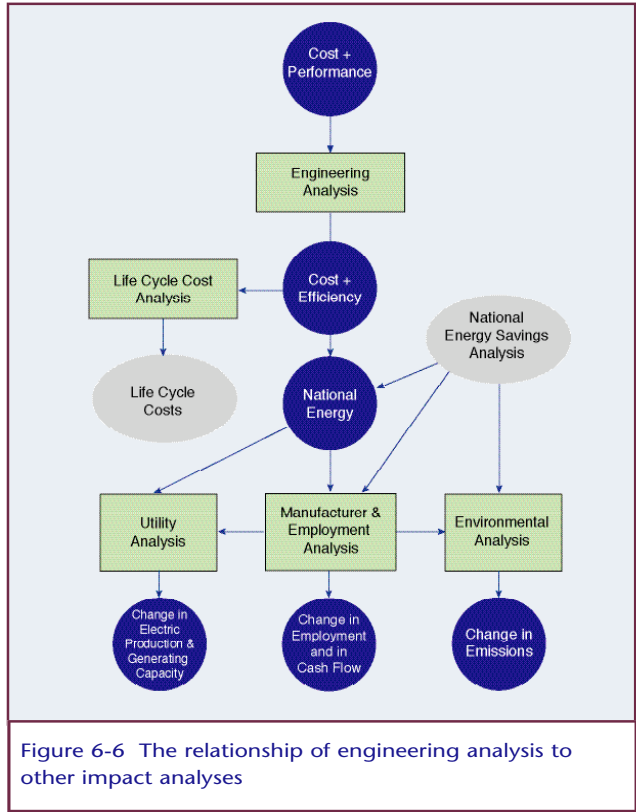 Cost +
Performance
Engineering
Analysis
Life Cycle Cost
Analysis
Cost +
Efficiency
National
Energy Savings
Analysis
Life Cycle
Costs
National
Energy
Utility
Analysis
Manufacturer &
Employment
Analysis
Environmental
Analysis
Change in
Electric
Production &
Generating
Capacity
Change in
Employment
and in
Cash Flow
Change in
Emissions
Figure 6-6 The relationship of engineering analysis to
other impact analyses